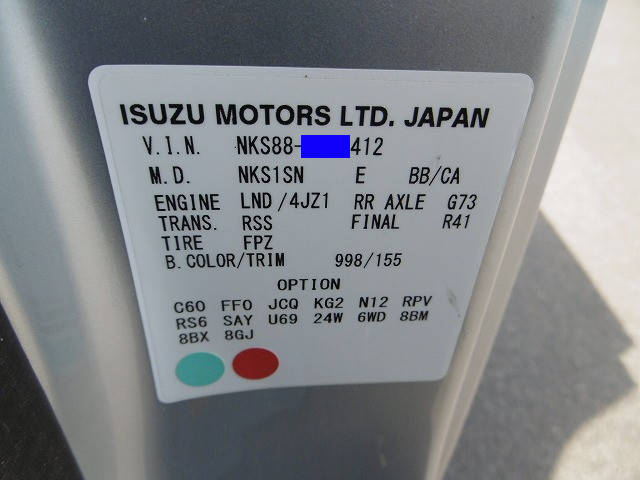 ISUZU MOTORS LTD. JAPAN
V.I.N. NKS88- 412
M.D. NKS1SN E BB/CA
ENGINE LND/4JZ1 RR AXLE G73
TRANS. RSS FINAL R41
TIRE FPZ
B.COLOR/TRIM 998/155
OPTION
C60 FF0 JCQ KG2 N12 RPV
RS6 SAY U69 24W 6WD 8BM
8BX 8GJ